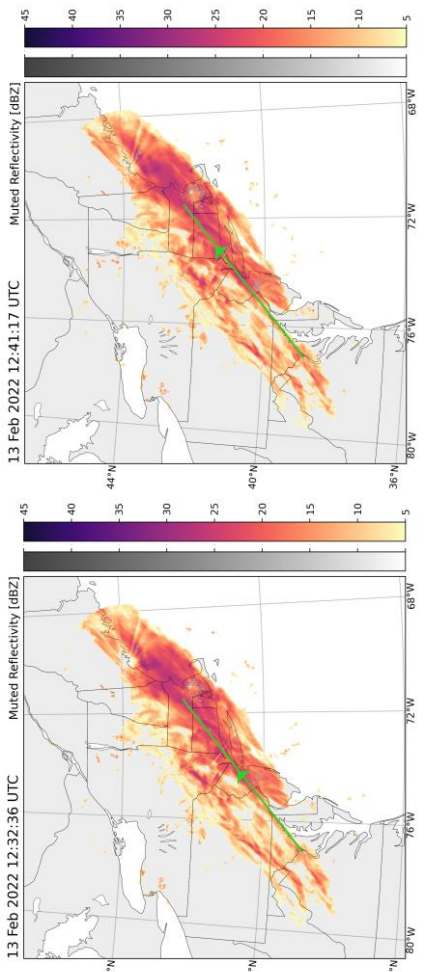 13 Feb 2022 12:32:36 UTC
Muted Reflectivity [dBZ]
45
40
35
30
25
20
15
10
5
°N
°N
°N
80°W 76°W 72°W 68°W
13 Feb 2022 12:41:17 UTC
Muted Reflectivity [dBZ]
45
40
35
30
25
20
15
10
5
44°N
40°N
36°N
80°W 76°W 72°W 68°W